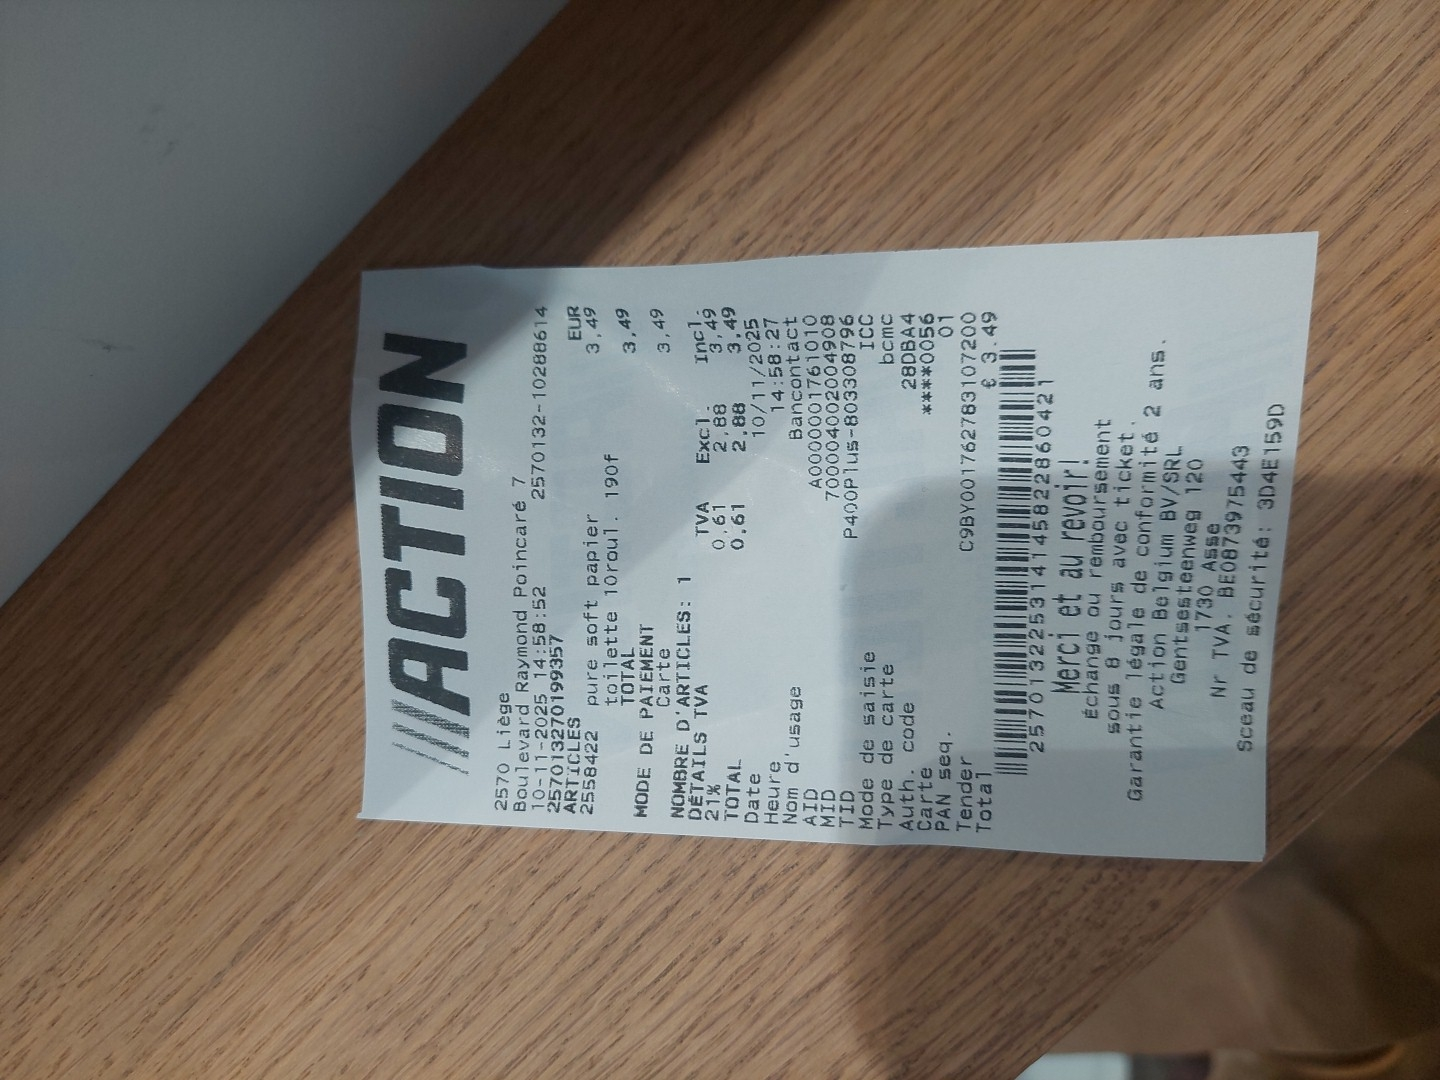 ACTION
2570 Liège
Boulevard Raymond Poincaré 7
10-11-2025 14:58:52 2570132-10288614
257013270199357
ARTICLES EUR
2558422 pure soft papier 3,49
toilette 10roul. 190f
TOTAL 3,49
MODE DE PAIEMENT
Carte 3,49
NOMBRE D'ARTICLES: 1
DÉTAILS TVA TVA Excl. Incl.
21% 0,61 2,88 3,49
TOTAL 0,61 2,88 3,49
Date 10/11/2025
Heure 14:58:27
Nom d'usage Bancontact
AID A0000001761010
MID 700004002004908
TID P400Plus-803308796
Mode de saisie ICC
Type de carte bcmc
Auth. code 28DBA4
Carte ****0056
PAN seq. 01
Tender C9BY001762783107200
Total € 3.49
2570132253141458228604​21
Merci et au revoir!
échange ou remboursement
sous 8 jours avec ticket.
Garantie légale de conformité 2 ans.
Action Belgium BV/SRL
Gentsesteenweg 120
1730 Asse
Nr TVA. BE0873975443
Sceau de sécurité: 3D4E159D